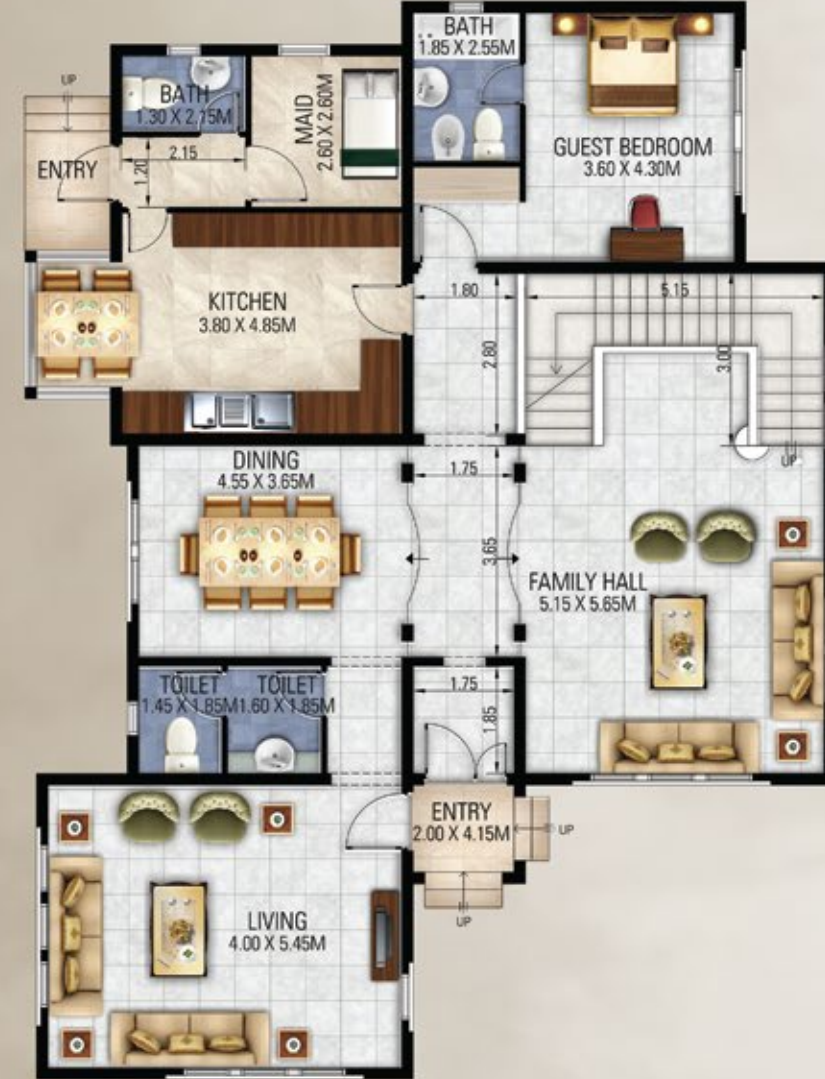 BATH
1.85 X 2.55M
UP
BATH
1.30 X 2.15M
MAID
2.60 X 2.60M
GUEST BEDROOM
3.60 X 4.30M
ENTRY
2.15
1.20
KITCHEN
3.80 X 4.85M
1.80
5.15
2.80
3.00
UP
DINING
4.55 X 3.65M
1.75
3.65
FAMILY HALL
5.15 X 5.65M
TOILET
1.45 X 1.85M
TOILET
1.60 X 1.85M
1.75
1.85
ENTRY
2.00 X 4.15M
UP
UP
LIVING
4.00 X 5.45M